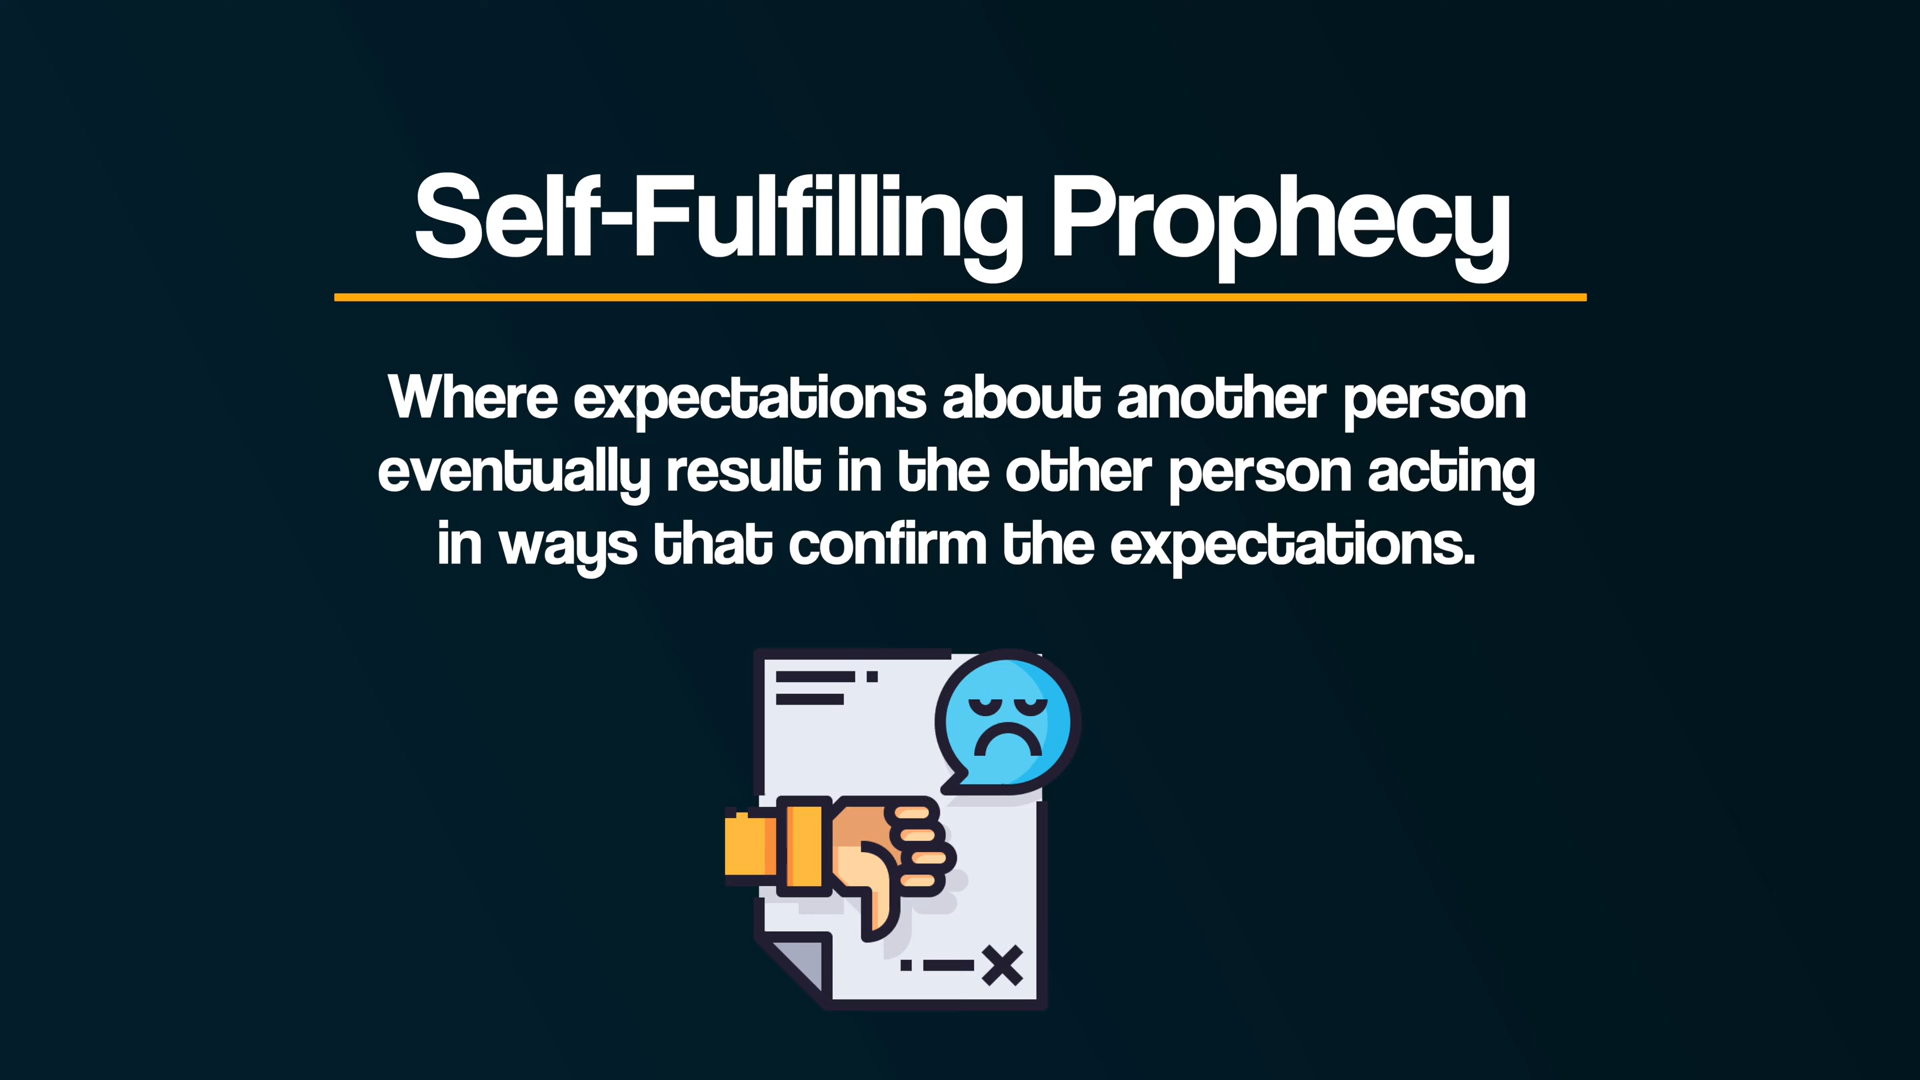 Self-Fulfilling Prophecy
Where expectations about another person
eventually result in the other person acting
in ways that confirm the expectations.